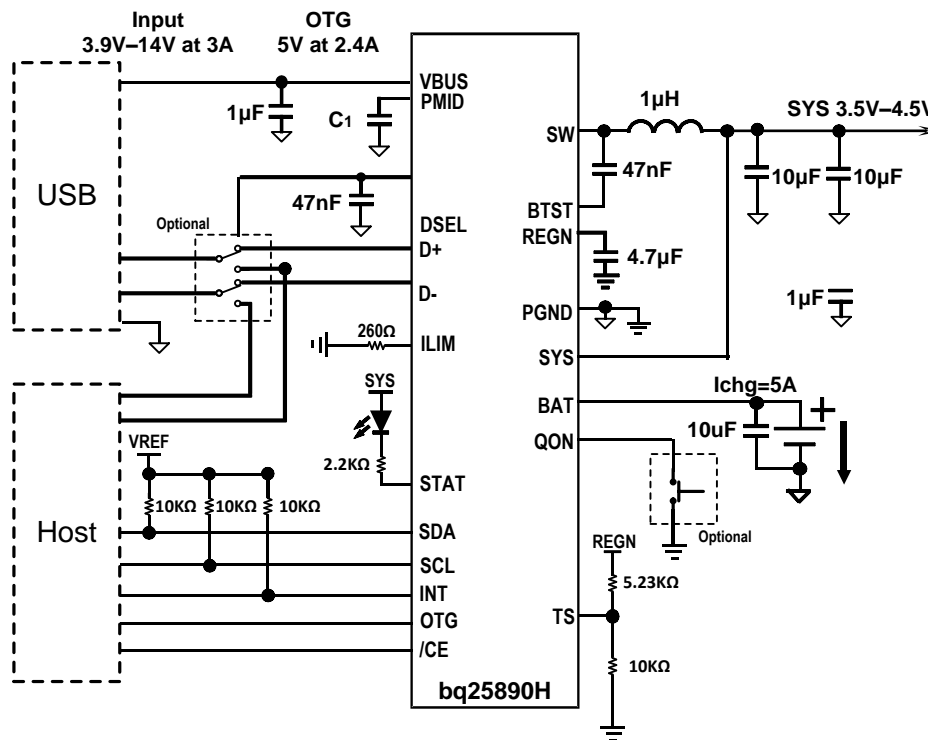 Input
3.9V–14V at 3A
OTG
5V at 2.4A
USB
1µF
C1
VBUS
PMID
47nF
Optional
DSEL
D+
D-
260Ω
ILIM
SYS
2.2KΩ
STAT
VREF
10KΩ
10KΩ
10KΩ
Host
SDA
SCL
INT
OTG
/CE
bq25890H
SW
1µH
SYS 3.5V–4.5V
47nF
10µF
10µF
BTST
REGN
4.7µF
PGND
1µF
SYS
Ichg=5A
BAT
+
10uF
QON
Optional
REGN
5.23KΩ
TS
10KΩ